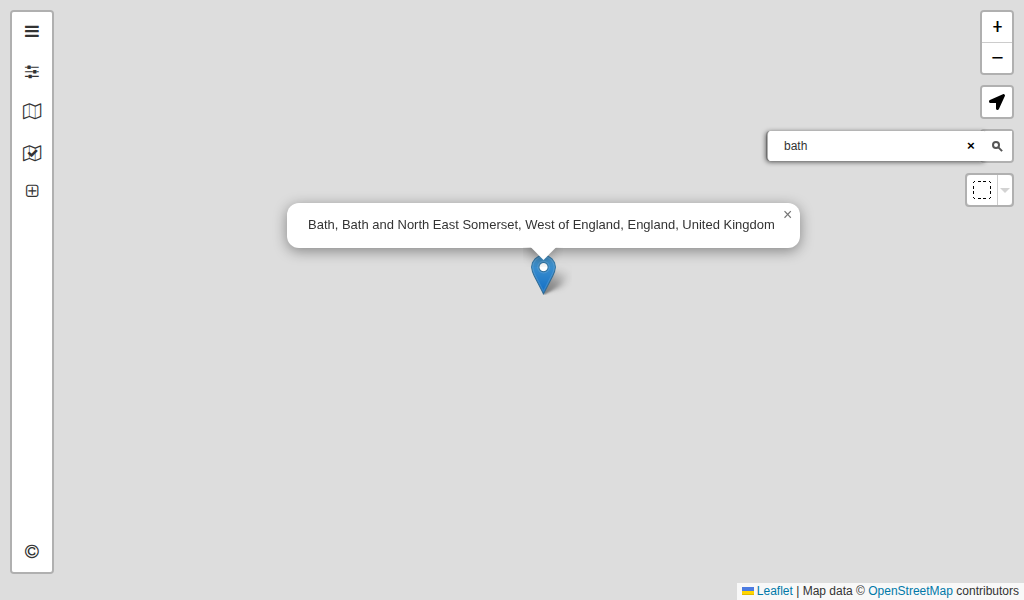 +
−
bath ×
Bath, Bath and North East Somerset, West of England, England, United Kingdom ×
©
Leaflet | Map data © OpenStreetMap contributors